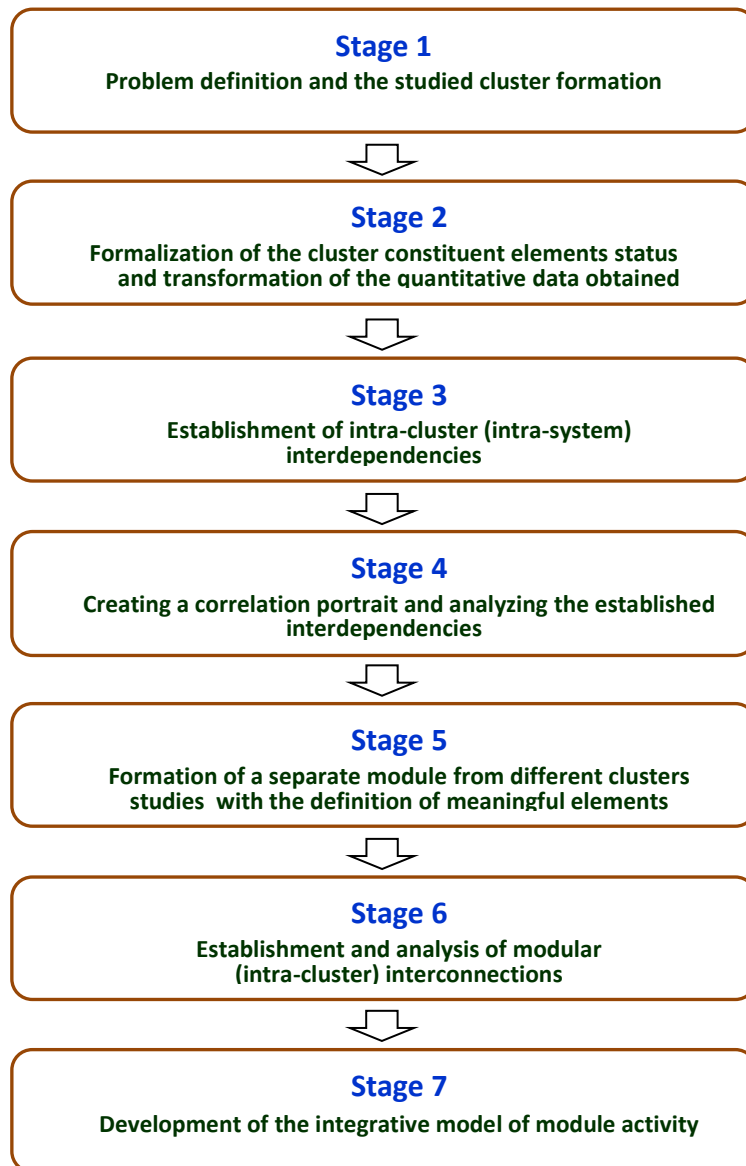 Stage 1
Problem definition and the studied cluster formation
Stage 2
Formalization of the cluster constituent elements status
and transformation of the quantitative data obtained
Stage 3
Establishment of intra-cluster (intra-system)
interdependencies
Stage 4
Creating a correlation portrait and analyzing the established
interdependencies
Stage 5
Formation of a separate module from different clusters
studies with the definition of meaningful elements
Stage 6
Establishment and analysis of modular
(intra-cluster) interconnections
Stage 7
Development of the integrative model of module activity